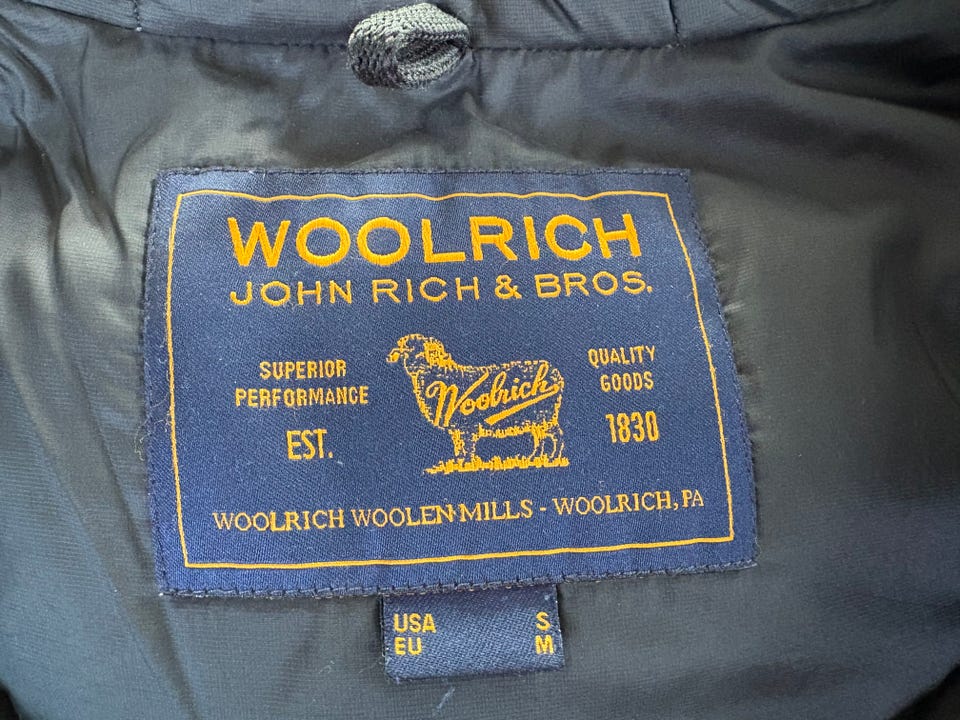 WOOLRICH
JOHN RICH & BROS.
SUPERIOR
PERFORMANCE
EST.
Woolrich
QUALITY
GOODS
1830
WOOLRICH WOOLEN MILLS - WOOLRICH, PA
USA S
EU M